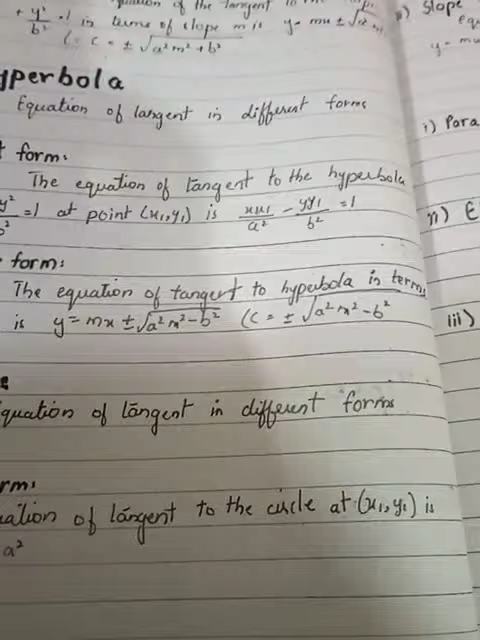 y²/b² = 1 in terms of slope m is y = mx ±
(c = ± √a²m² + b²
yperbola
Equation of tangent in different forms
form:
The equation of tangent to the hyperbola
y²/b² = 1 at point (x₁, y₁) is xx₁/a² - yy₁/b² = 1
form:
The equation of tangent to hyperbola in terms
is y = mx ± √a²m² - b² (c = ± √a²m² - b²
quation of tangent in different forms
rm:
uation of tangent to the circle at (x₁, y₁) is
a²
ii) Slope
equ
y = mx
i) Para
ii) E
iii)